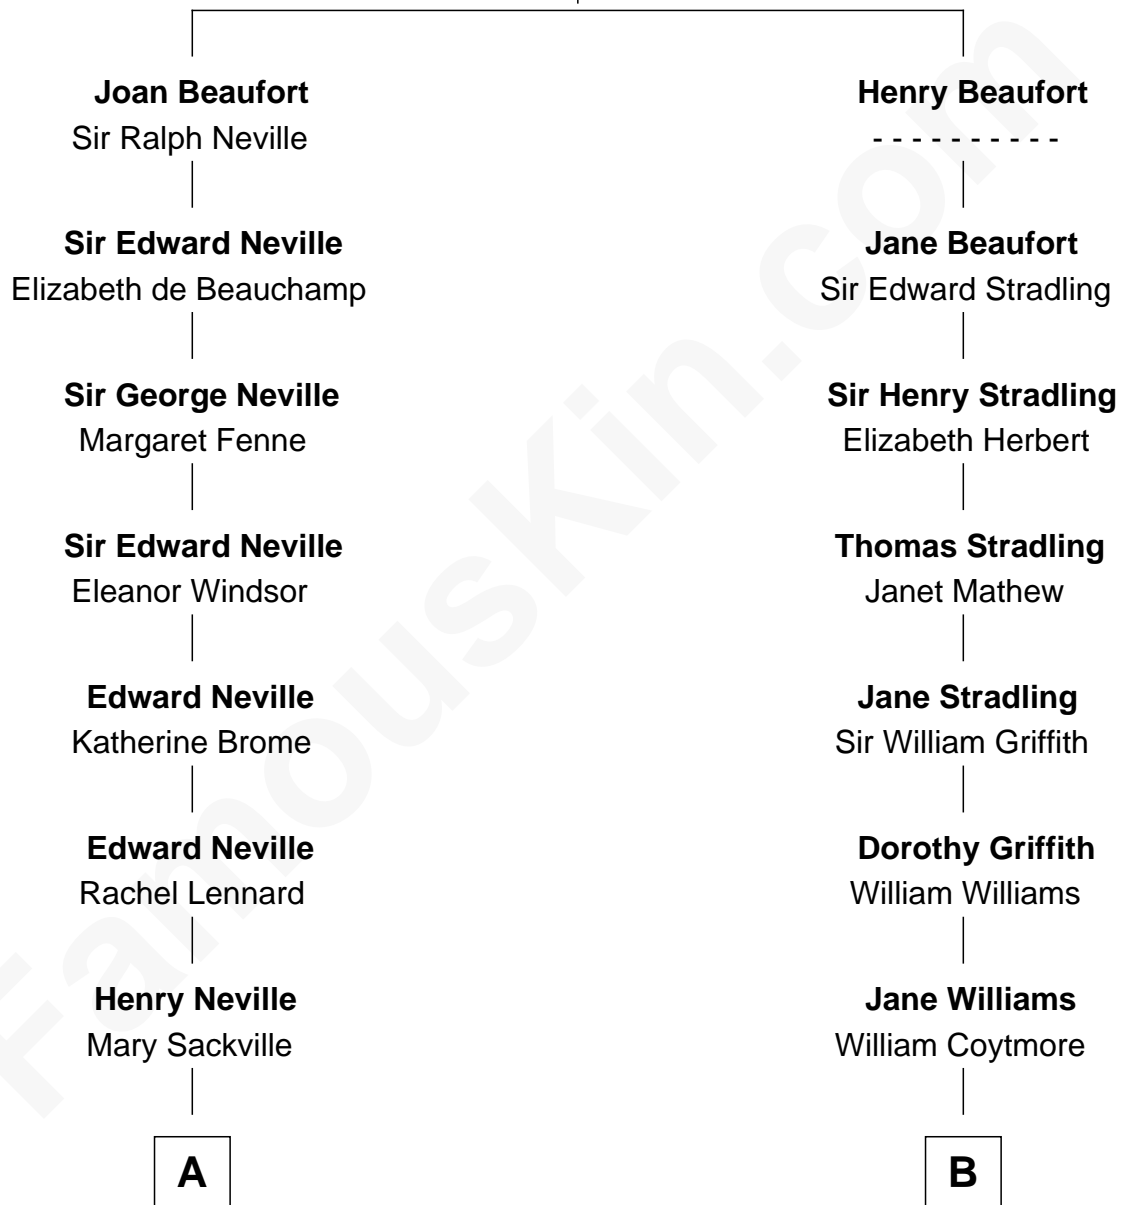 Joan Beaufort
Sir Ralph Neville
Sir Edward Neville
Elizabeth de Beauchamp
Sir George Neville
Margaret Fenne
Sir Edward Neville
Eleanor Windsor
Edward Neville
Katherine Brome
Edward Neville
Rachel Lennard
Henry Neville
Mary Sackville
A
Henry Beaufort
- - - - - - - - - -
Jane Beaufort
Sir Edward Stradling
Sir Henry Stradling
Elizabeth Herbert
Thomas Stradling
Janet Mathew
Jane Stradling
Sir William Griffith
Dorothy Griffith
William Williams
Jane Williams
William Coytmore
B
FamousKin.com